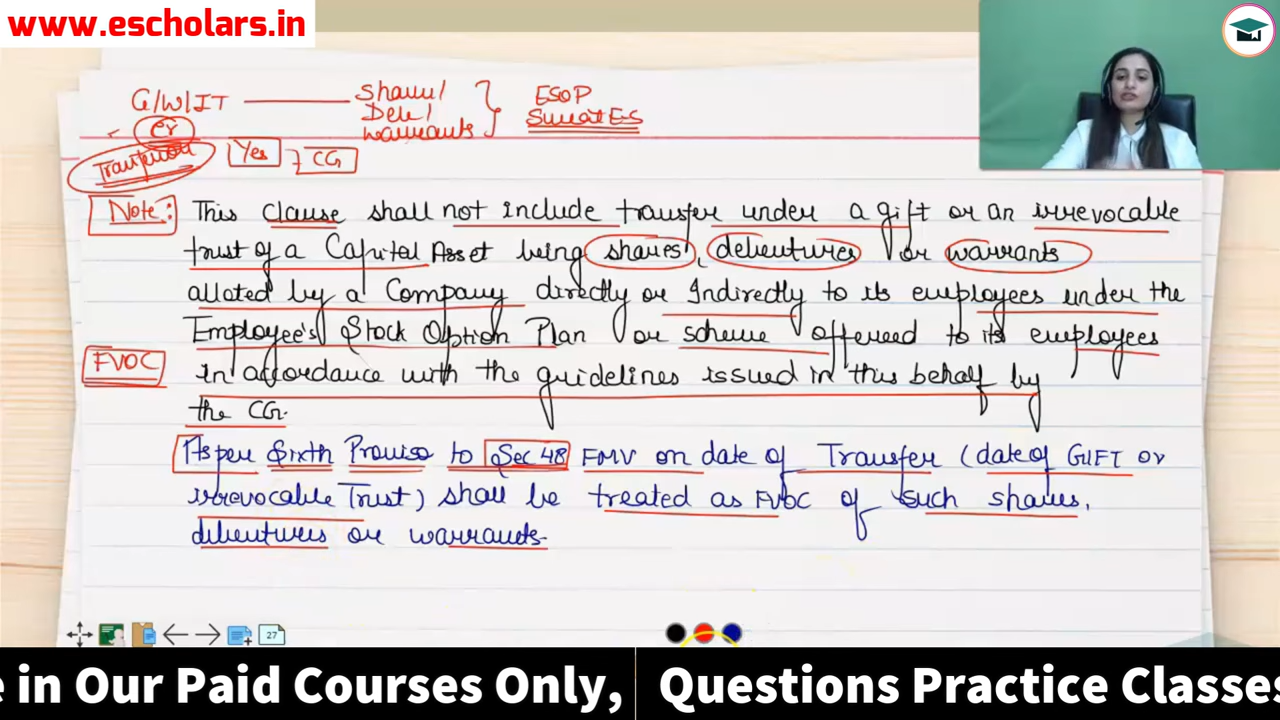 www.escholars.in
G/W/IT — Shares/
Deb/
warrants
ESOP
Sweat E.S
er
Yes
CG
Note: This clause shall not include transfer under a gift or an irrevocable
trust of a Capital Asset being shares, debentures or warrants
alloted by a Company directly or Indirectly to its employees under the
Employee's Stock Option Plan or scheme offered to its employees
FVOC
in accordance with the guidelines issued in this behalf by
the CG.
As per Sixth Proviso to Sec 48 FMV on date of Transfer (date of GIFT or
irrevocable Trust) shall be treated as FVOC of such shares,
debentures or warrants.
27
e in Our Paid Courses Only, Questions Practice Classes